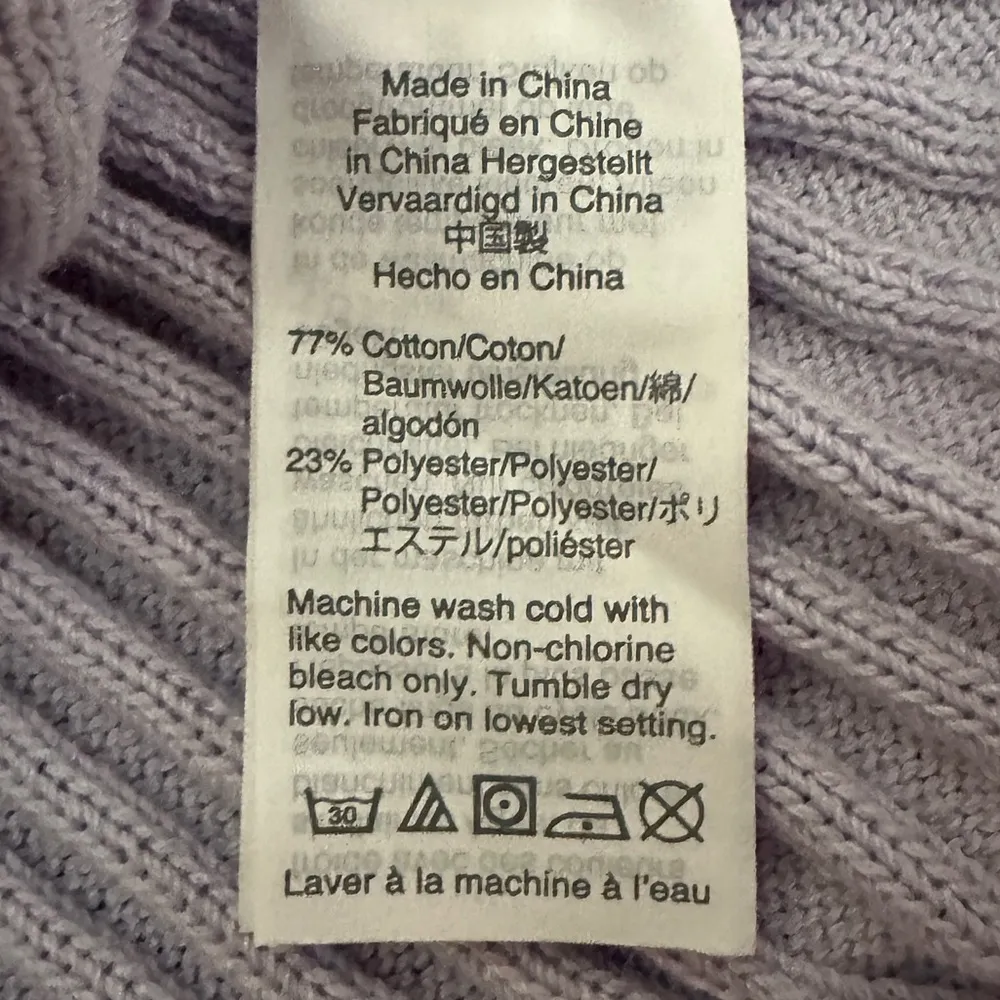 Made in China
Fabriqué en Chine
in China Hergestellt
Vervaardigd in China
中国製
Hecho en China
77% Cotton/Coton/
Baumwolle/Katoen/綿/
algodón
23% Polyester/Polyester/
Polyester/Polyester/ポリ
エステル/poliéster
Machine wash cold with
like colors. Non-chlorine
bleach only. Tumble dry
low. Iron on lowest setting.
30
Laver à la machine à l'eau